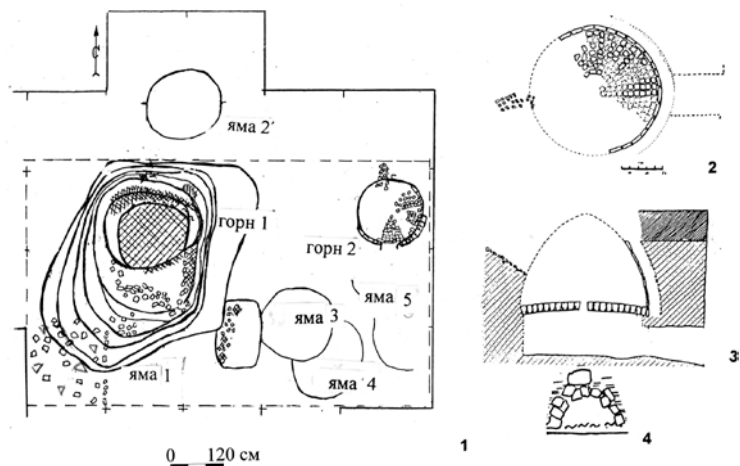 С
яма 2
горн 1
горн 2
яма 5
яма 3
яма 4
яма 1
0 120 см
1
2
3
4